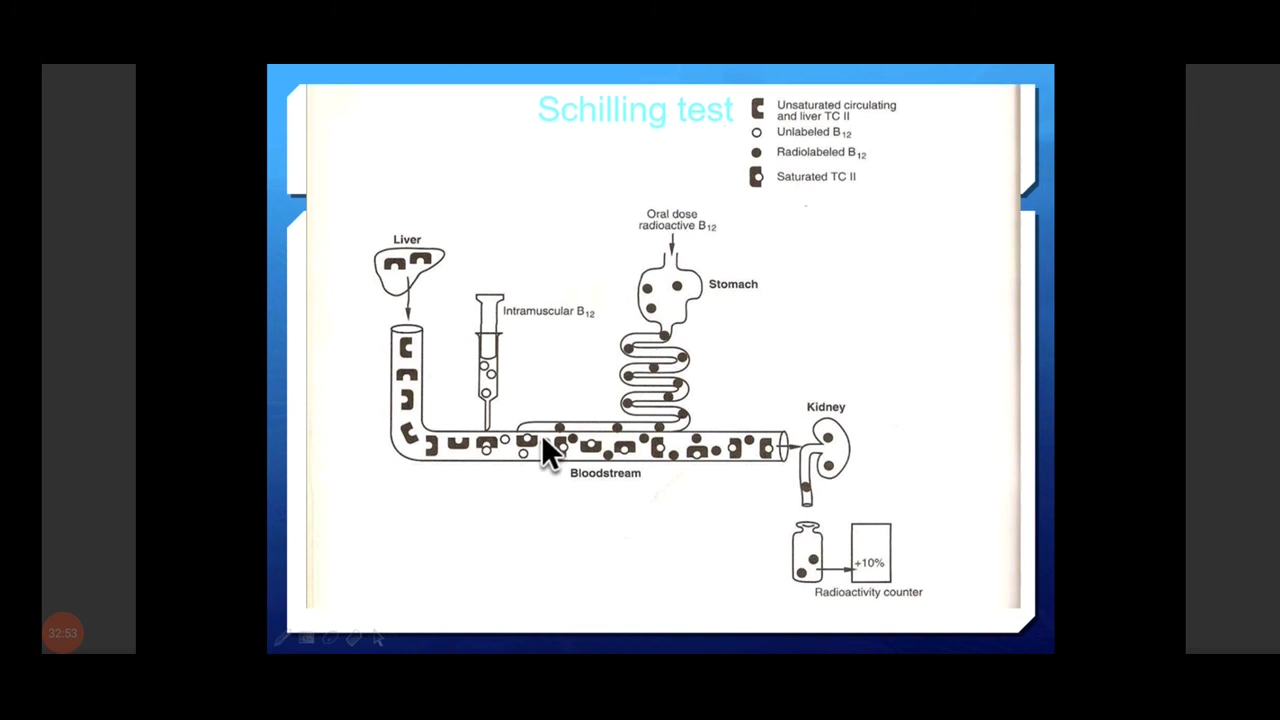 Schilling test
Unsaturated circulating
and liver TC II
Unlabeled B12
Radiolabeled B12
Saturated TC II
Oral dose
radioactive B12
Liver
Stomach
Intramuscular B12
Kidney
Bloodstream
+10%
Radioactivity counter
32:53